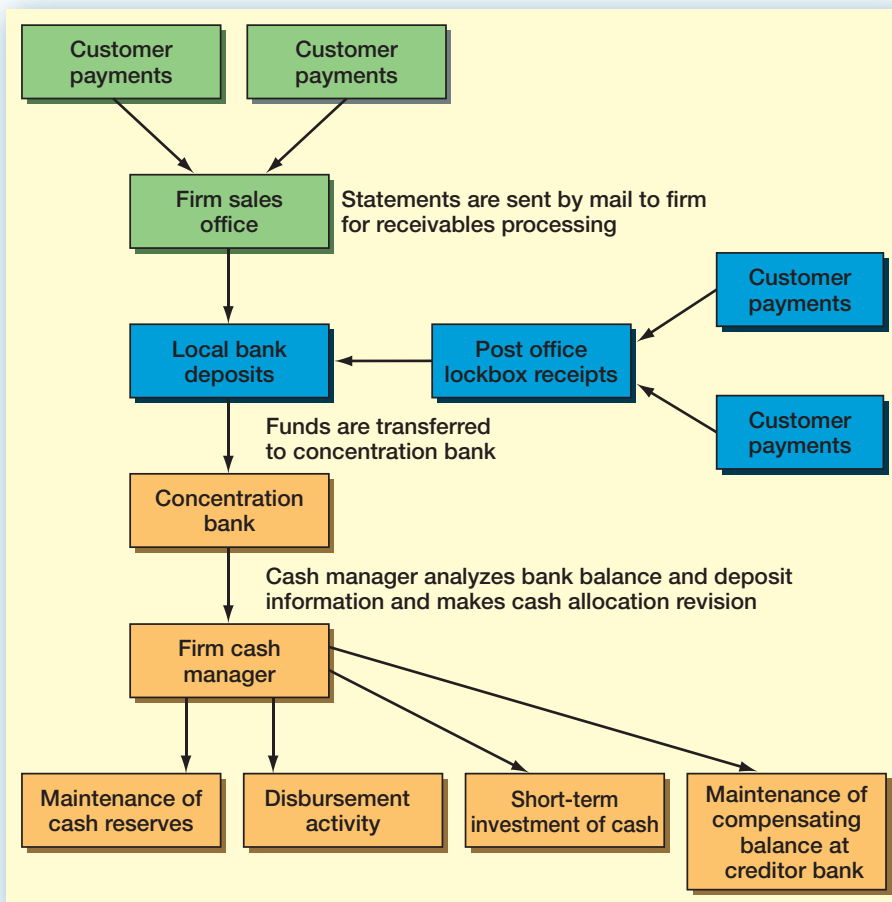 Customer
payments
Customer
payments
Firm sales
office
Statements are sent by mail to firm
for receivables processing
Customer
payments
Local bank
deposits
Post office
lockbox receipts
Customer
payments
Funds are transferred
to concentration bank
Concentration
bank
Cash manager analyzes bank balance and deposit
information and makes cash allocation revision
Firm cash
manager
Maintenance of
cash reserves
Disbursement
activity
Short-term
investment of cash
Maintenance of
compensating
balance at
creditor bank